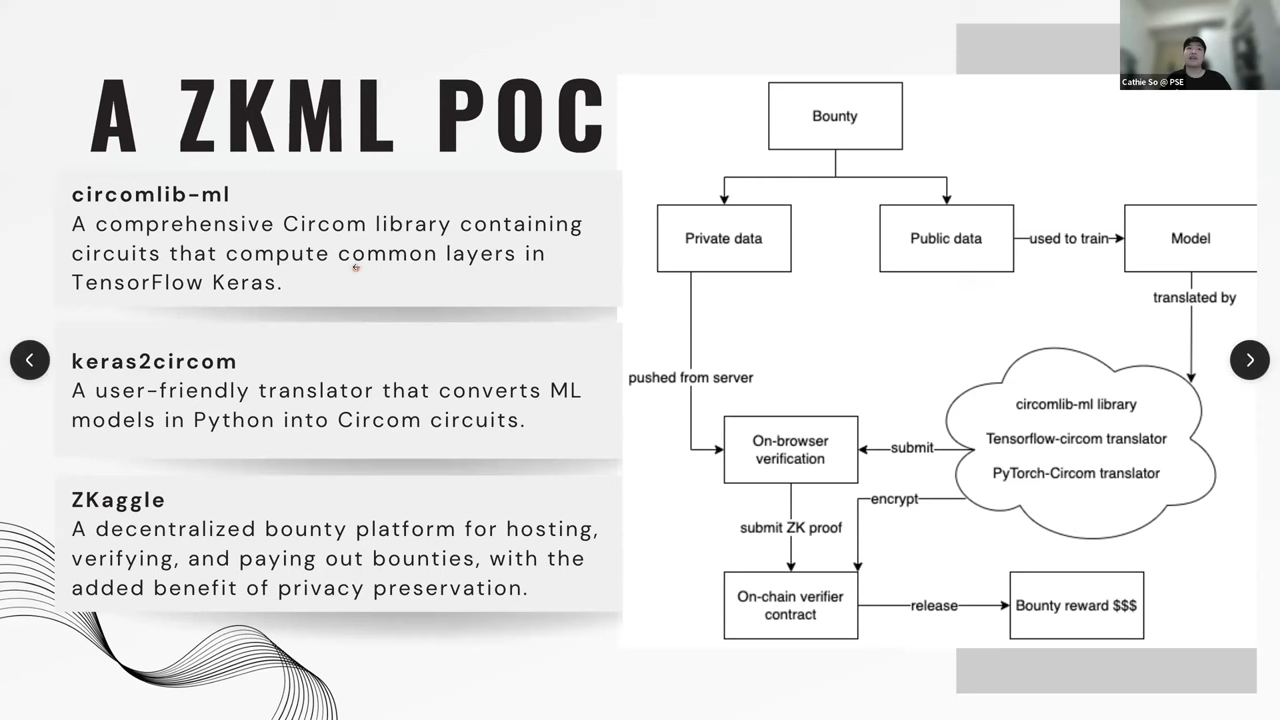 A ZKML POC
circomlib-ml
A comprehensive Circom library containing
circuits that compute common layers in
TensorFlow Keras.
keras2circom
A user-friendly translator that converts ML
models in Python into Circom circuits.
ZKaggle
A decentralized bounty platform for hosting,
verifying, and paying out bounties, with the
added benefit of privacy preservation.
Bounty
Private data
Public data
used to train
Model
translated by
pushed from server
circomlib-ml library
Tensorflow-circom translator
PyTorch-Circom translator
On-browser
verification
submit
encrypt
submit ZK proof
On-chain verifier
contract
release
Bounty reward $$$
Cathie So @ PSE